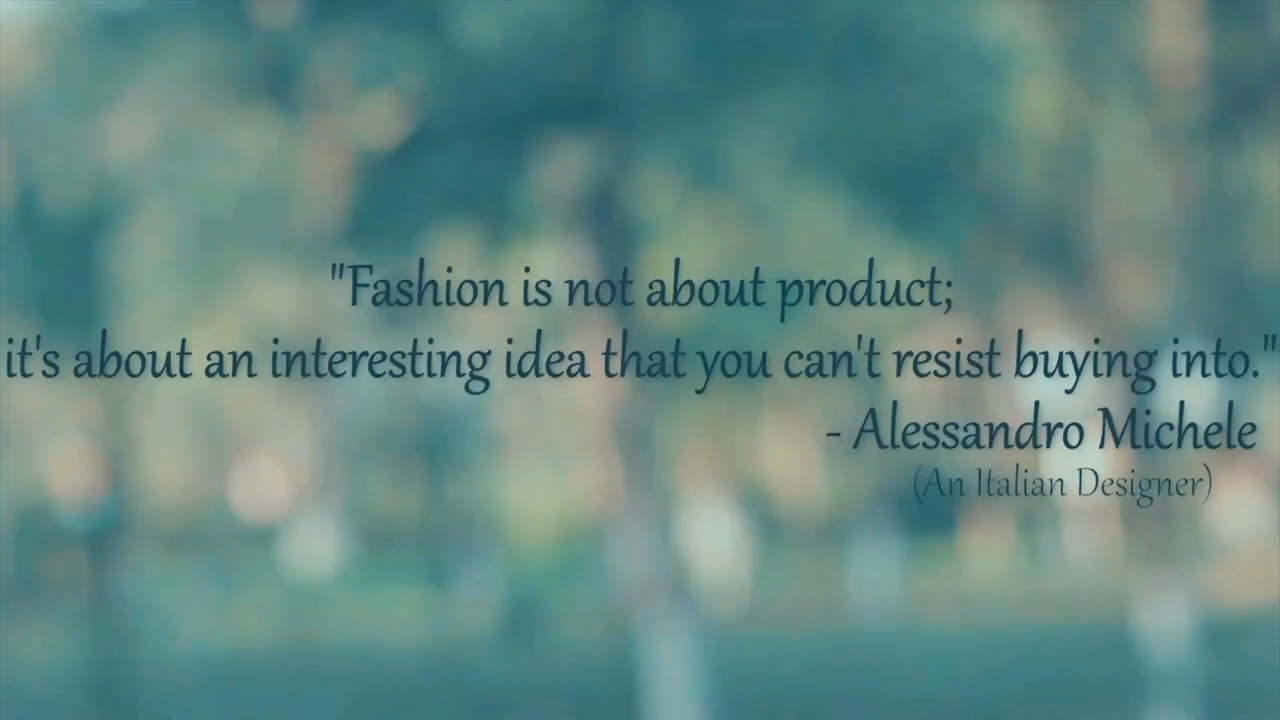 "Fashion is not about product;
it's about an interesting idea that you can't resist buying into."
- Alessandro Michele
(An Italian Designer)